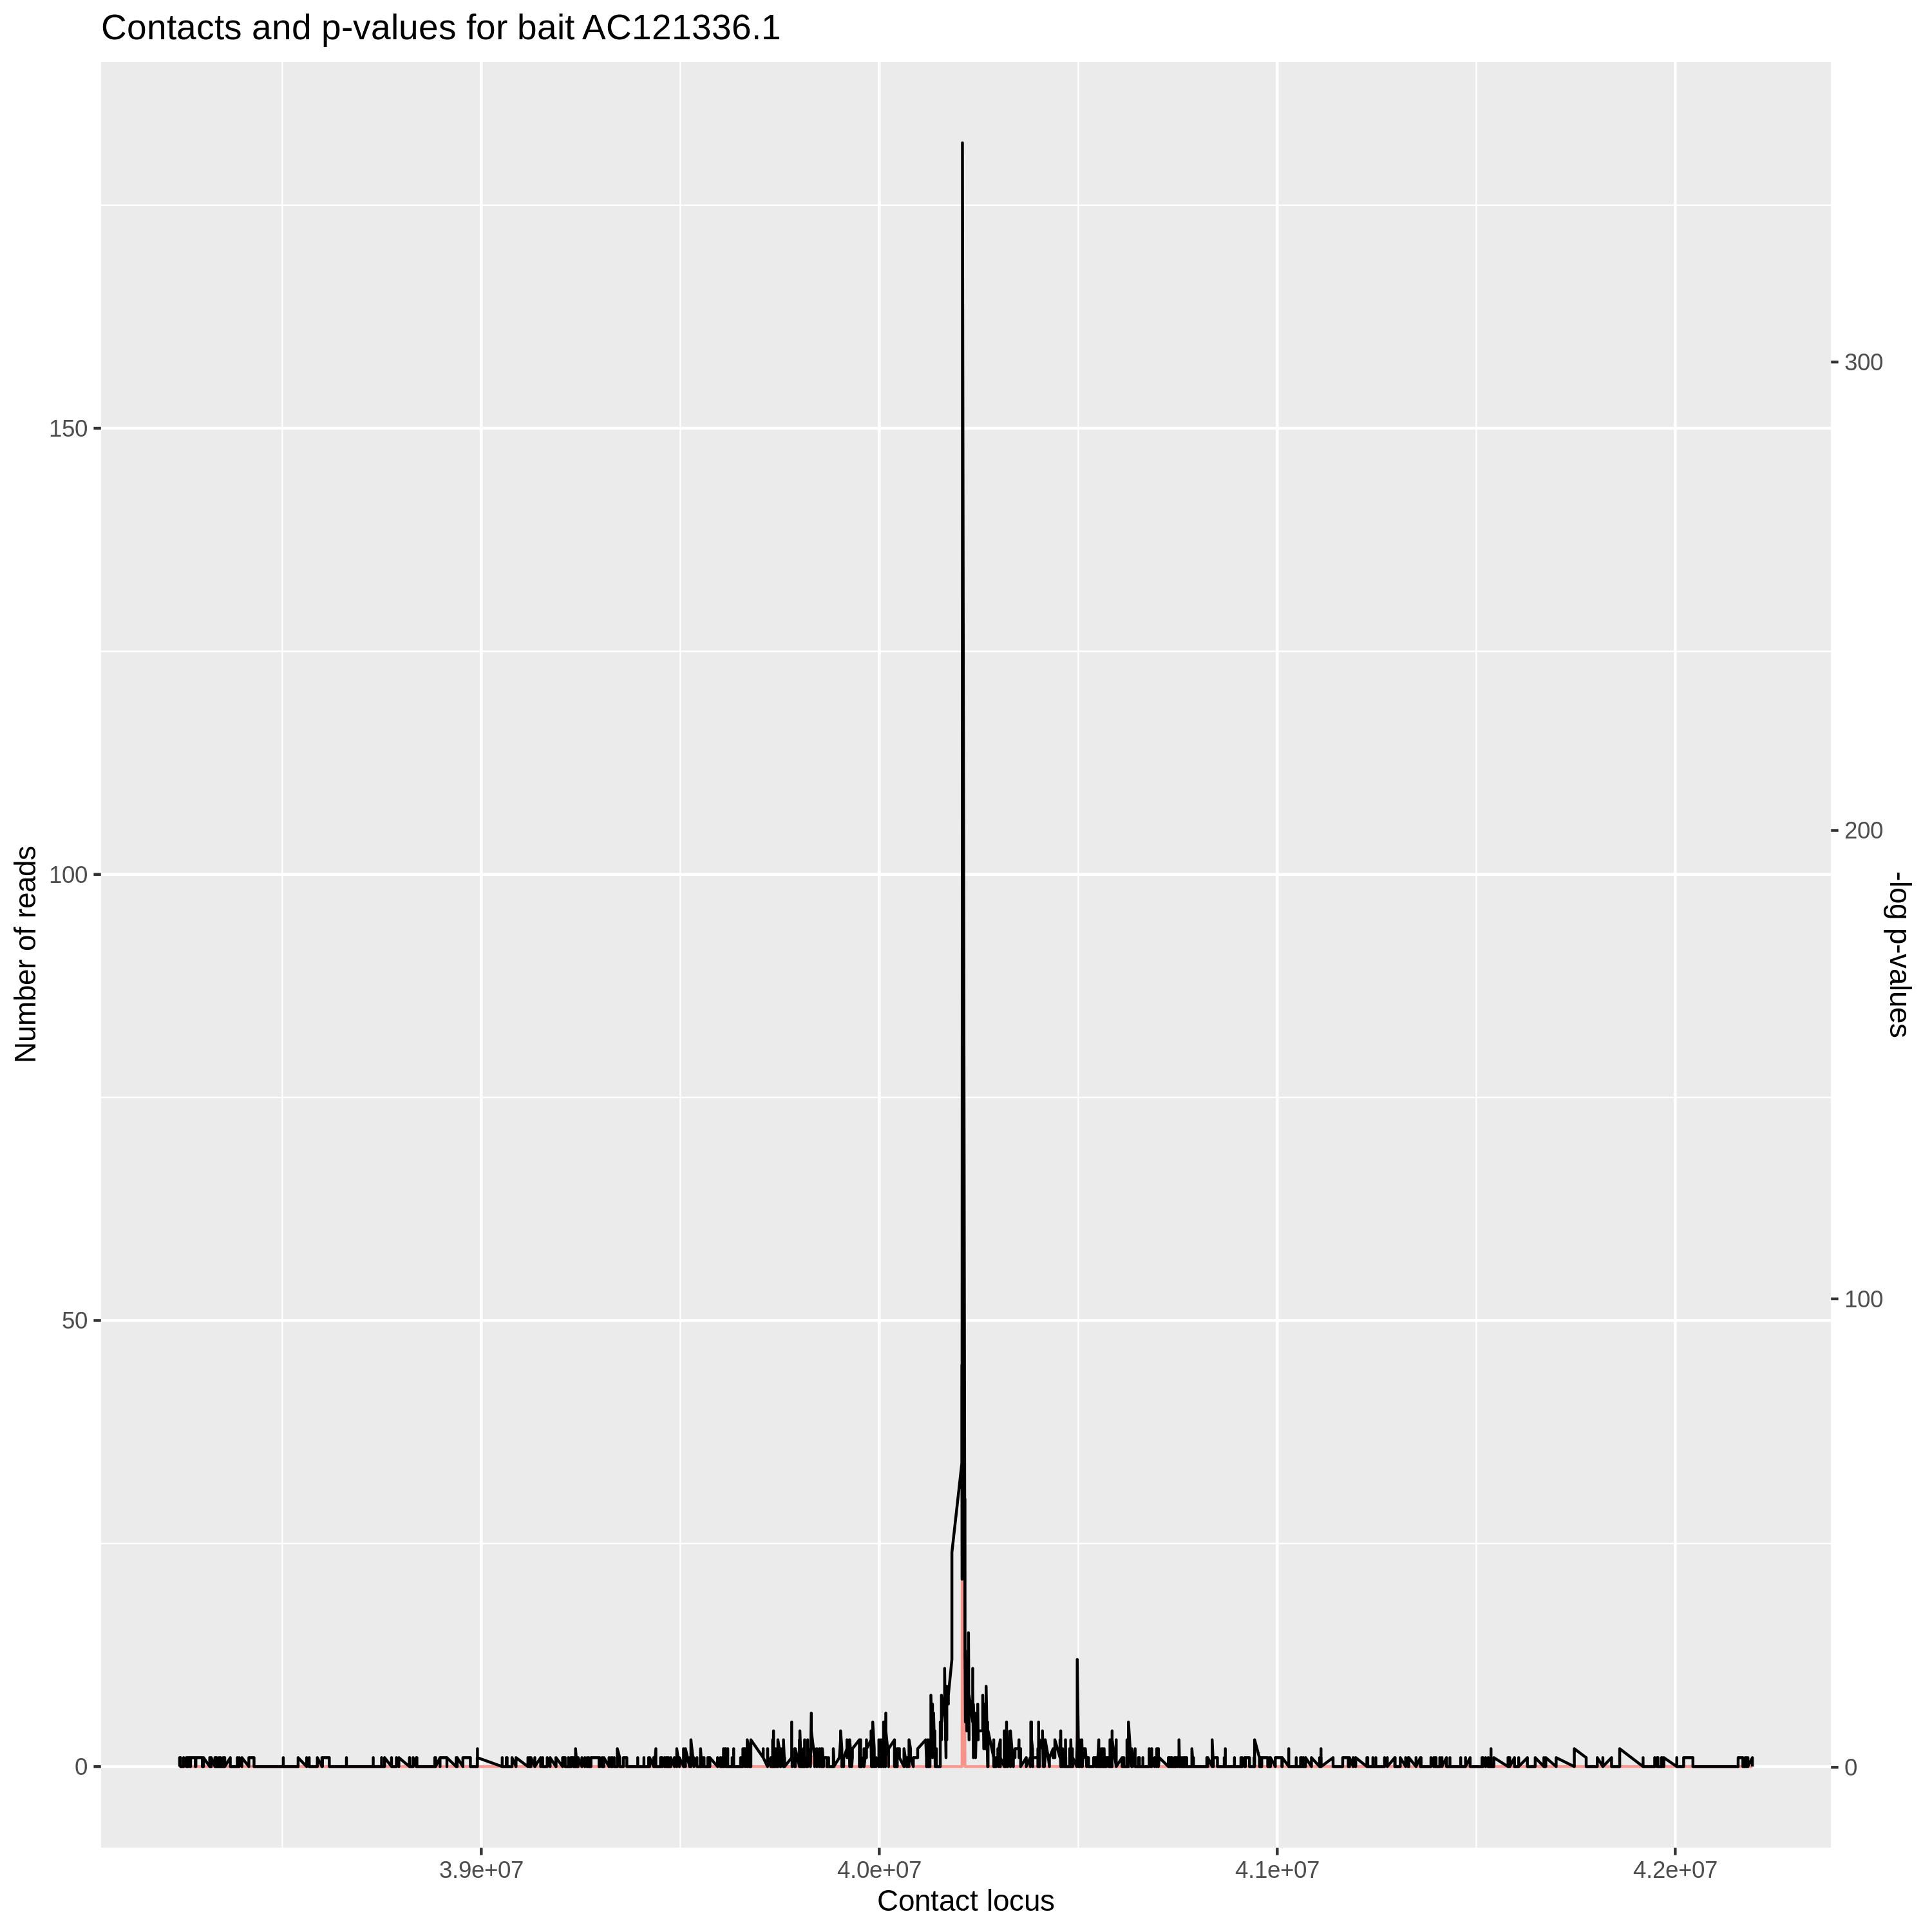 Contacts and p-values for bait AC121336.1
Number of reads
150
100
50
0
300
200
100
0
-log p-values
3.9e+07
4.0e+07
4.1e+07
4.2e+07
Contact locus